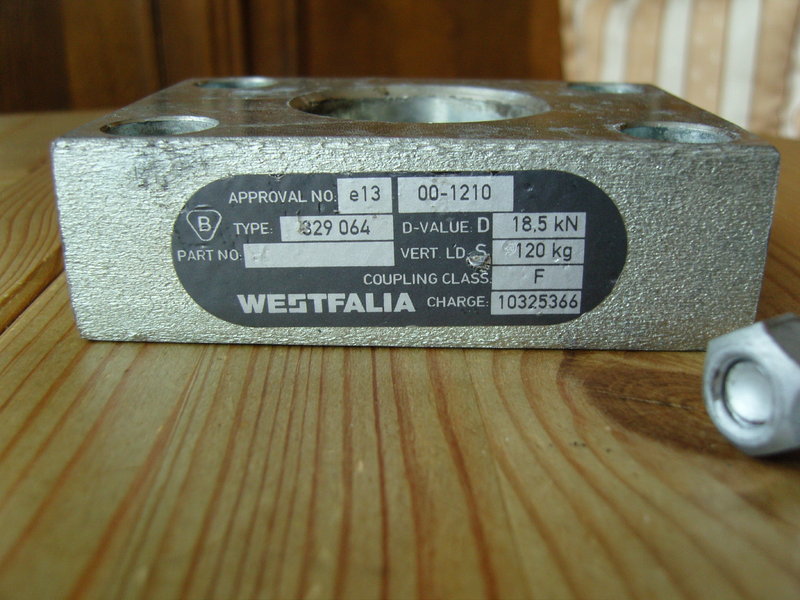 APPROVAL NO. e13 00-1210
B TYPE: 329 064 D-VALUE: D 18,5 kN
PART NO: VERT. LD. S 120 kg
COUPLING CLASS: F
WESTFALIA CHARGE: 10325366